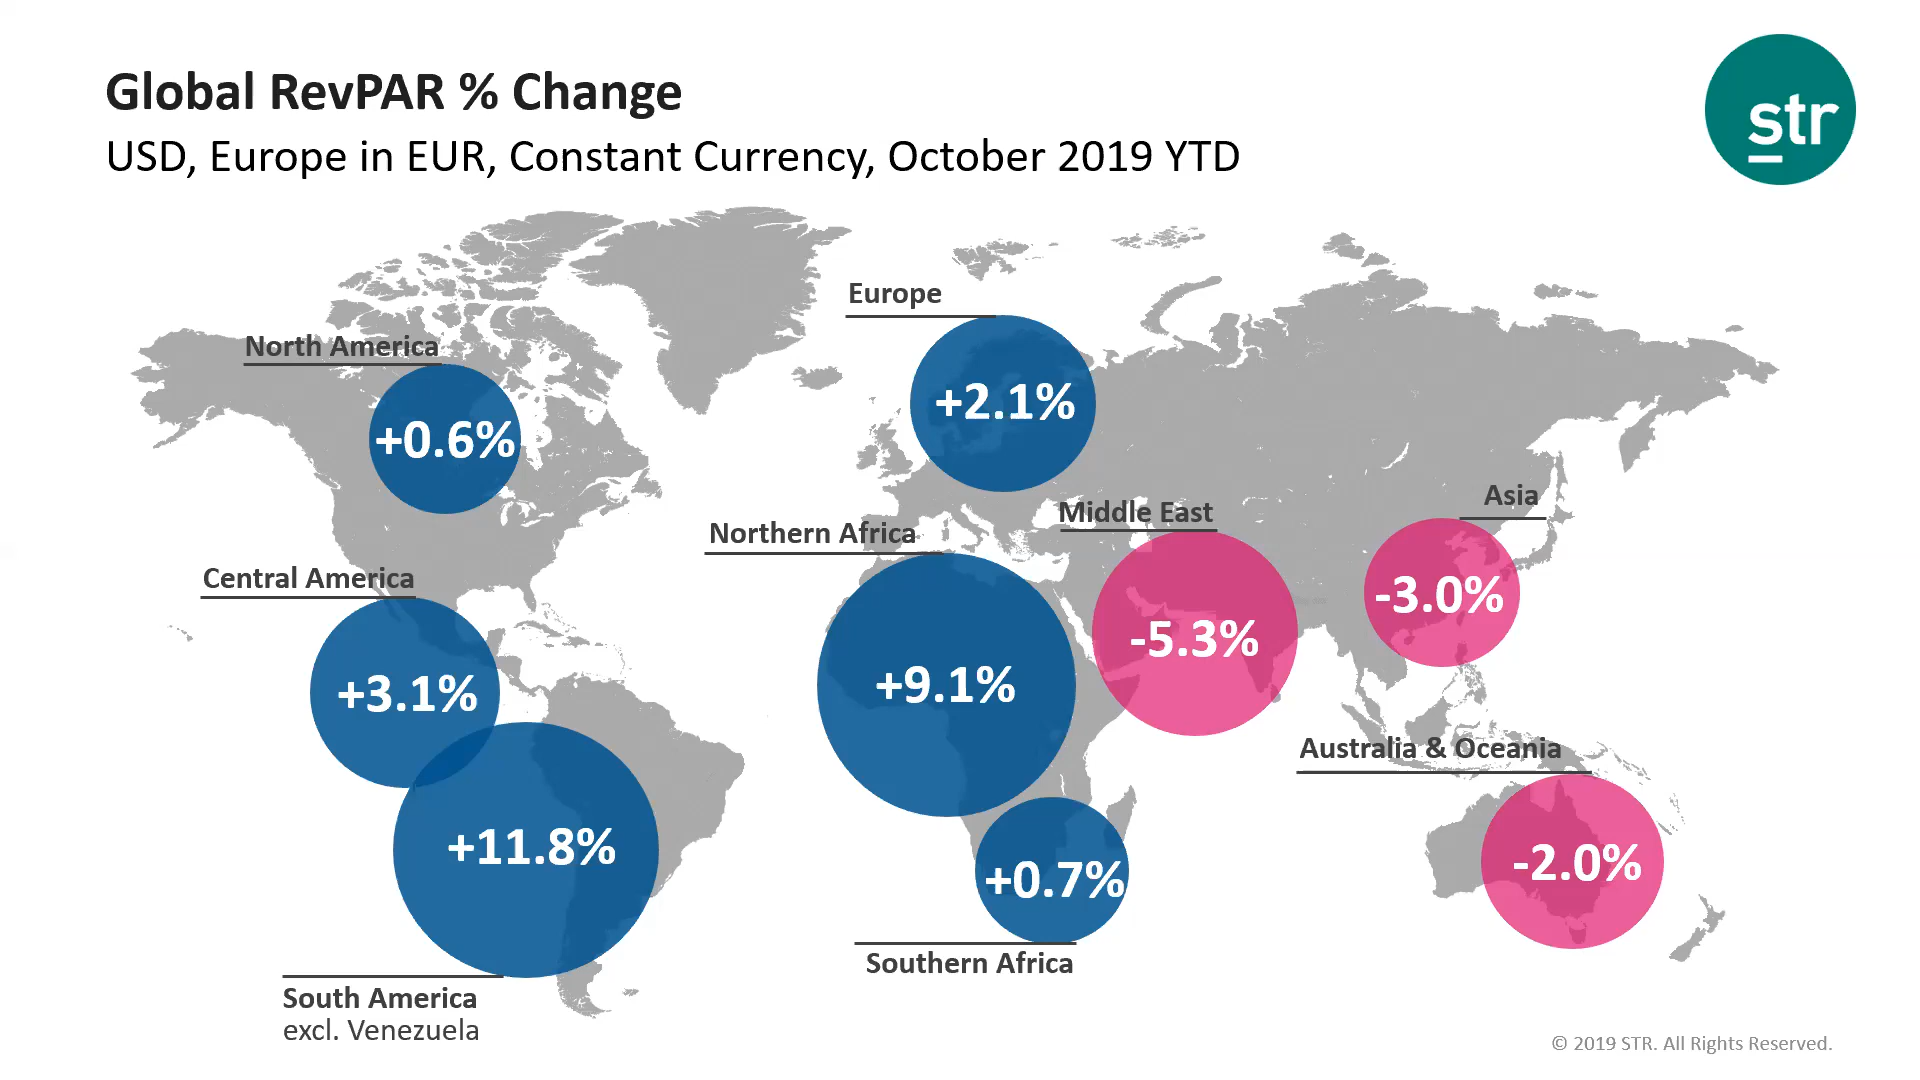 Global RevPAR % Change
USD, Europe in EUR, Constant Currency, October 2019 YTD
str
Europe
+2.1%
North America
+0.6%
Asia
-3.0%
Middle East
-5.3%
Northern Africa
+9.1%
Central America
+3.1%
Australia & Oceania
-2.0%
+11.8%
South America
excl. Venezuela
+0.7%
Southern Africa
© 2019 STR. All Rights Reserved.